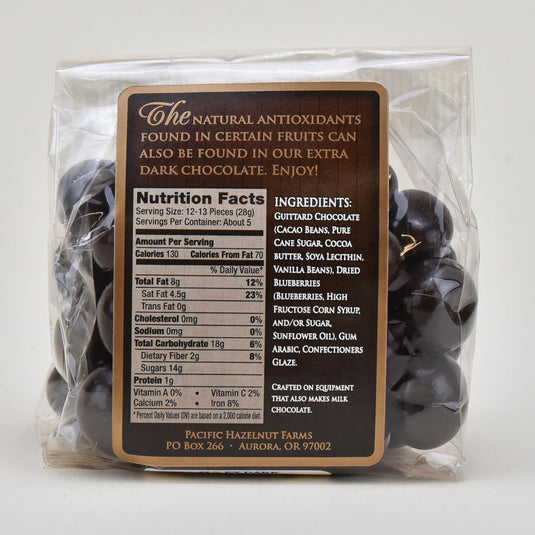 The NATURAL ANTIOXIDANTS
FOUND IN CERTAIN FRUITS CAN
ALSO BE FOUND IN OUR EXTRA
DARK CHOCOLATE. ENJOY!
Nutrition Facts
Serving Size: 12-13 Pieces (28g)
Servings Per Container: About 5
Amount Per Serving
Calories 130 Calories From Fat 70
% Daily Value*
Total Fat 8g 12%
Sat Fat 4.5g 23%
Trans Fat 0g
Cholesterol 0mg 0%
Sodium 0mg 0%
Total Carbohydrate 18g 6%
Dietary Fiber 2g 8%
Sugars 14g
Protein 1g
Vitamin A 0% • Vitamin C 2%
Calcium 2% • Iron 8%
*Percent Daily Values (DV) are based on a 2,000 calorie diet.
INGREDIENTS:
GUITTARD CHOCOLATE
(CACAO BEANS, PURE
CANE SUGAR, COCOA
BUTTER, SOYA LECITHIN,
VANILLA BEANS), DRIED
BLUEBERRIES
(BLUEBERRIES, HIGH
FRUCTOSE CORN SYRUP,
AND/OR SUGAR,
SUNFLOWER OIL), GUM
ARABIC, CONFECTIONERS
GLAZE.
CRAFTED ON EQUIPMENT
THAT ALSO MAKES MILK
CHOCOLATE.
PACIFIC HAZELNUT FARMS
PO BOX 266 • AURORA, OR 97002